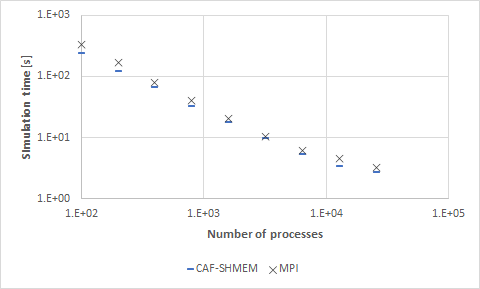 1.E+03
1.E+02
1.E+01
1.E+00
Simulation time [s]
1.E+02 1.E+03 1.E+04 1.E+05
Number of processes
CAF-SHMEM MPI